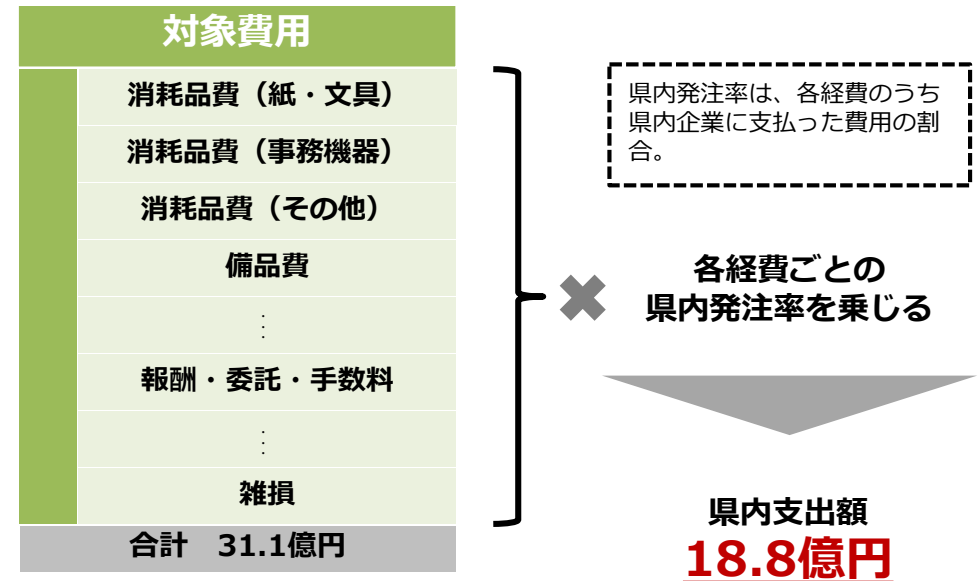 対象費用
消耗品費（紙・文具）
消耗品費（事務機器）
消耗品費（その他）
備品費
⋮
報酬・委託・手数料
⋮
雑損
合計　31.1億円
県内発注率は、各経費のうち
県内企業に支払った費用の割
合。
各経費ごとの
県内発注率を乗じる
県内支出額
18.8億円